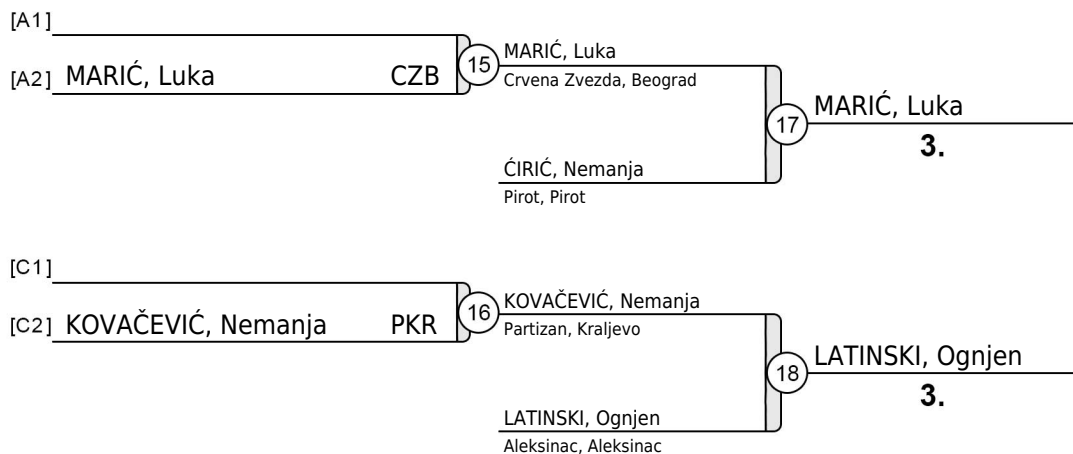 [A1]
[A2] MARIĆ, Luka CZB
15
MARIĆ, Luka
Crvena Zvezda, Beograd
17
MARIĆ, Luka
3.
ĆIRIĆ, Nemanja
Pirot, Pirot
[C1]
[C2] KOVAČEVIĆ, Nemanja PKR
16
KOVAČEVIĆ, Nemanja
Partizan, Kraljevo
18
LATINSKI, Ognjen
3.
LATINSKI, Ognjen
Aleksinac, Aleksinac